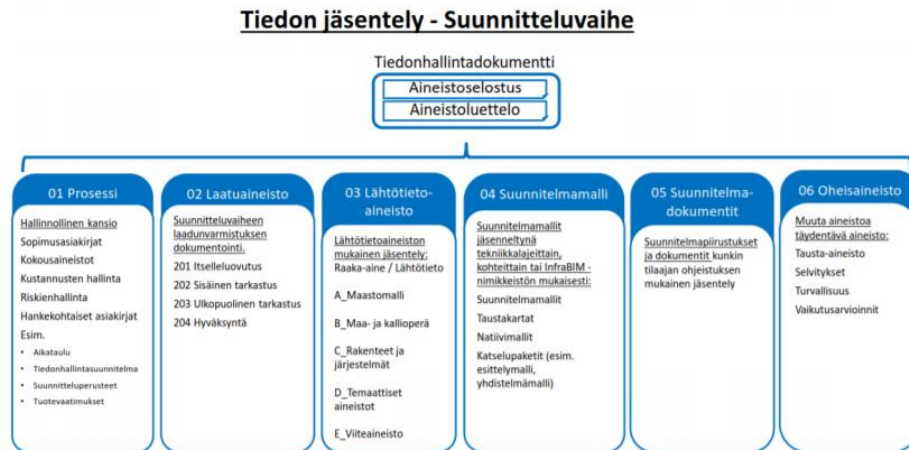 Tiedon jäsentely - Suunnitteluvaihe
Tiedonhallintadokumentti
Aineistoselostus
Aineistoluettelo
01 Prosessi
Hallinnollinen kansio
Sopimusasiakirjat
Kokousaineistot
Kustannusten hallinta
Riskienhallinta
Hankekohtaiset asiakirjat
Esim.
• Aikataulu
• Tiedonhallintasuunnitelma
• Suunnitteluperusteet
• Tuotevaatimukset
02 Laatuaineisto
Suunnitteluvaiheen
laadunvarmistuksen
dokumentointi.
201 Itselleluovutus
202 Sisäinen tarkastus
203 Ulkopuolinen tarkastus
204 Hyväksyntä
03 Lähtötieto-
aineisto
Lähtötietoaineiston
mukainen jäsentely:
Raaka-aine / Lähtötieto
A_Maastomalli
B_Maa- ja kallioperä
C_Rakenteet ja
järjestelmät
D_Temaattiset
aineistot
E_Viiteaineisto
04 Suunnitelmamalli
Suunnitelmamallit
jäsenneltynä
tekniikkalajeittain,
kohteittain tai InfraBIM -
nimikkeistön mukaisesti:
Suunnitelmamallit
Taustakartat
Natiivimallit
Katselupaketit (esim.
esittelymalli,
yhdistelmämalli)
05 Suunnitelma-
dokumentit
Suunnitelmapiirustukset
ja dokumentit kunkin
tilaajan ohjeistuksen
mukainen jäsentely
06 Oheisaineisto
Muuta aineistoa
täydentävä aineisto:
Tausta-aineisto
Selvitykset
Turvallisuus
Vaikutusarvioinnit